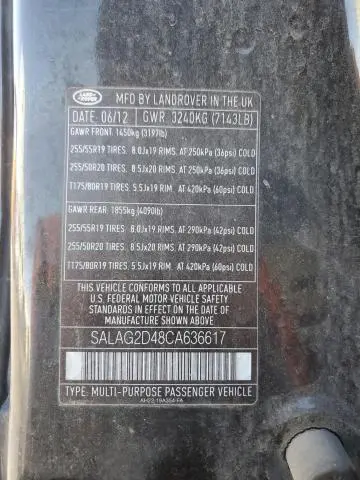 LAND ROVER
MFD BY LANDROVER IN THE UK
DATE: 06/12 GWR: 3240KG (7143LB)
GAWR FRONT: 1450kg (3197lb)
255/55R19 TIRES. 8.0Jx19 RIMS. AT 250kPa (36psi) COLD
255/50R20 TIRES. 8.5Jx20 RIMS. AT 250kPa (36psi) COLD
T175/80R19 TIRES. 5.5Jx19 RIM. AT 420kPa (60psi) COLD
GAWR REAR: 1855kg (4090lb)
255/55R19 TIRES. 8.0Jx19 RIMS. AT 290kPa (42psi) COLD
255/50R20 TIRES. 8.5Jx20 RIMS. AT 290kPa (42psi) COLD
T175/80R19 TIRES. 5.5Jx19 RIM. AT 420kPa (60psi) COLD
THIS VEHICLE CONFORMS TO ALL APPLICABLE
U.S. FEDERAL MOTOR VEHICLE SAFETY
STANDARDS IN EFFECT ON THE DATE OF
MANUFACTURE SHOWN ABOVE.
SALAG2D48CA636617
TYPE: MULTI-PURPOSE PASSENGER VEHICLE
AH22-19A354-FA